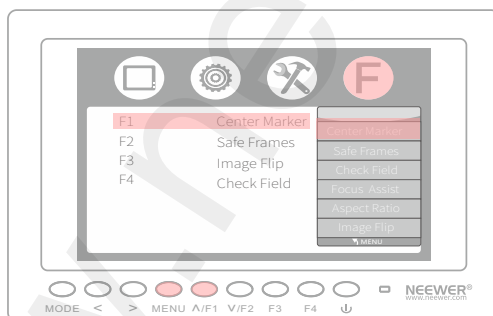 F
F1 Center Marker
F2 Safe Frames
F3 Image Flip
F4 Check Field
Center Marker
Safe Frames
Check Field
Focus Assist
Aspect Ratio
Image Flip
MENU
NEEWER®
www.neewer.com
MODE < > MENU Λ/F1 V/F2 F3 F4